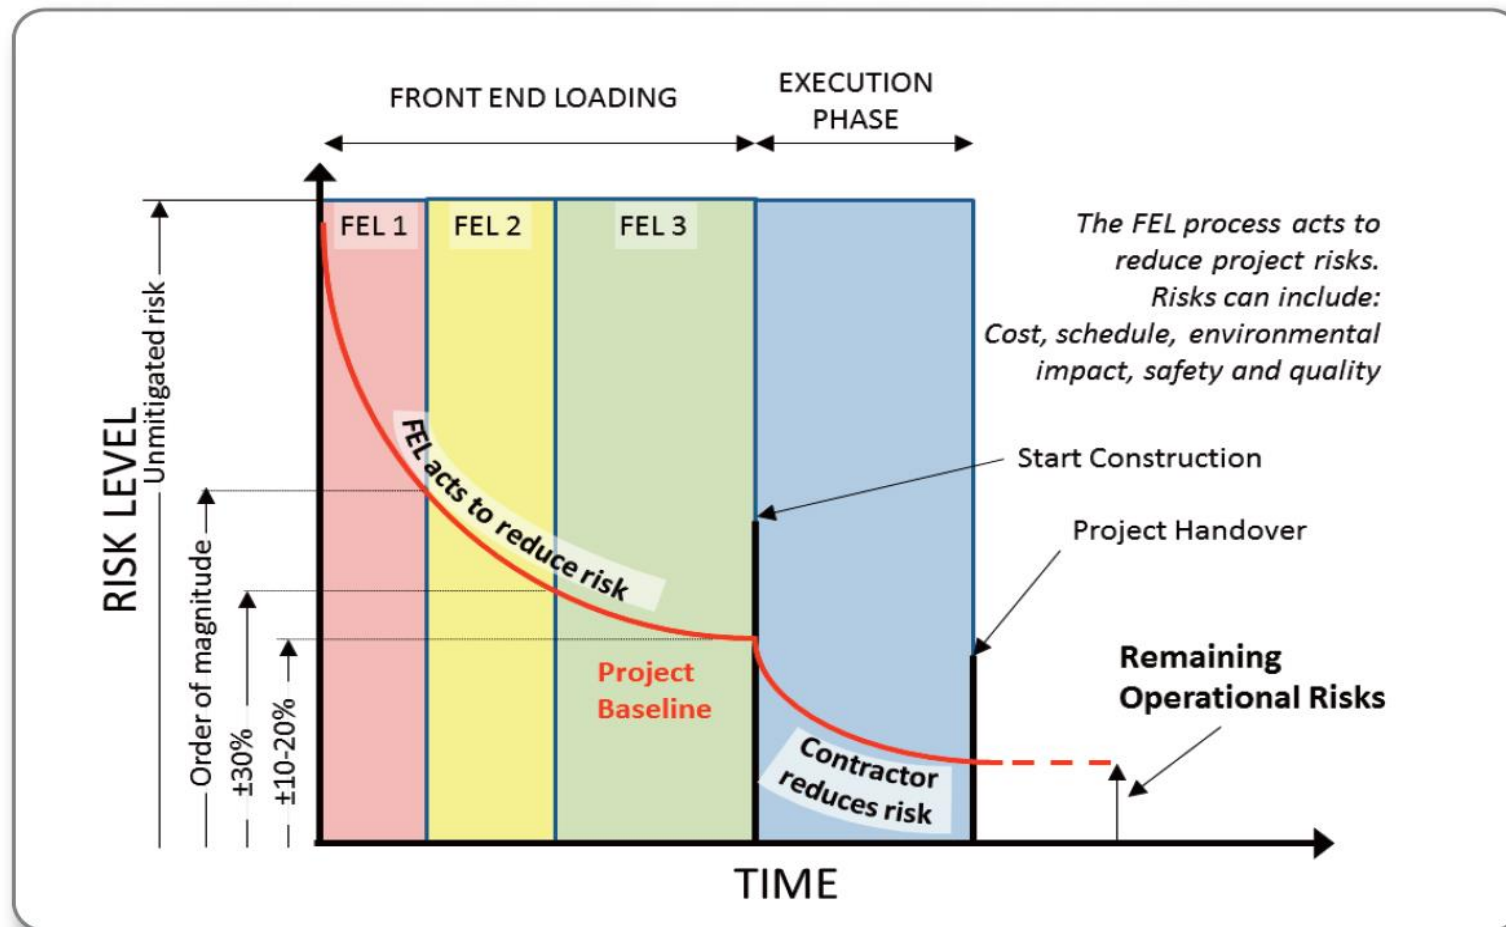 FRONT END LOADING
EXECUTION
PHASE
FEL 1
FEL 2
FEL 3
The FEL process acts to
reduce project risks.
Risks can include:
Cost, schedule, environmental
impact, safety and quality
RISK LEVEL
Unmitigated risk
Order of magnitude
±30%
±10-20%
FEL acts to reduce risk
Start Construction
Project Handover
Project
Baseline
Remaining
Operational Risks
Contractor
reduces risk
TIME